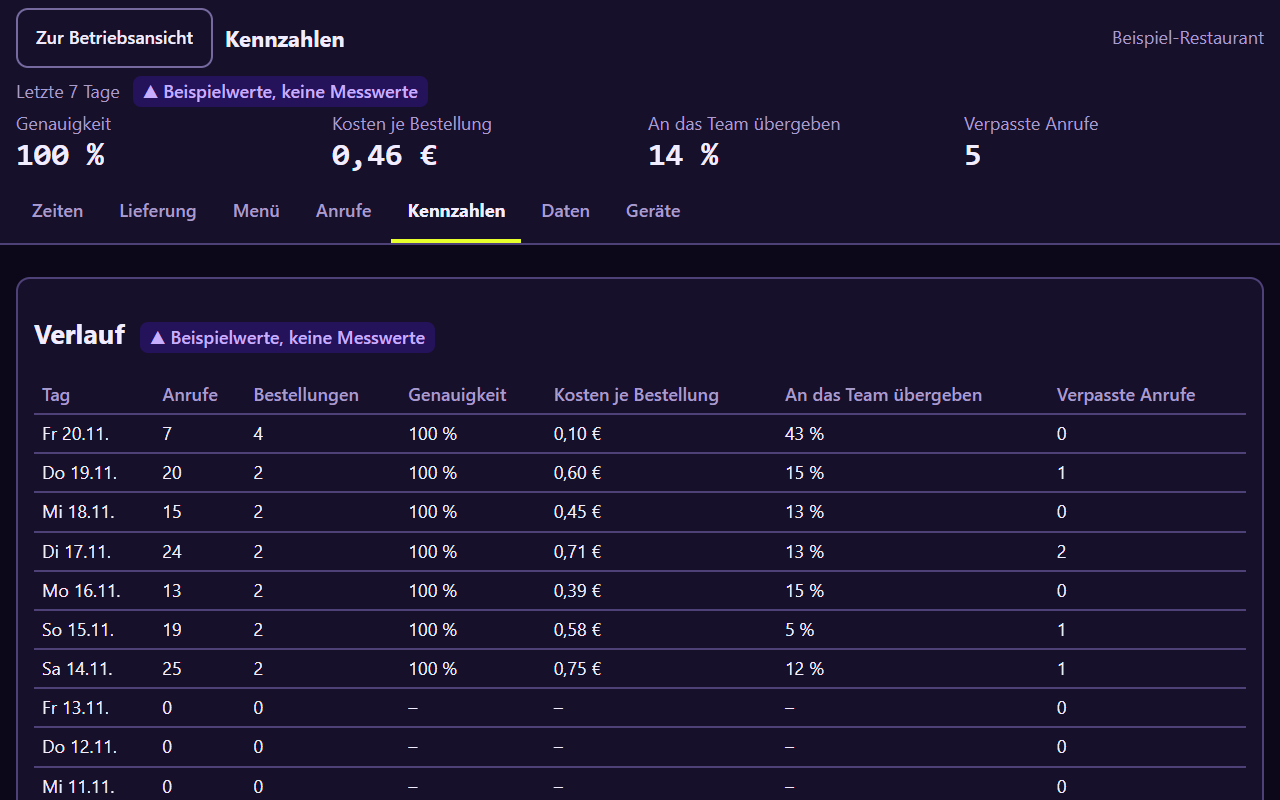 Zur Betriebsansicht Kennzahlen Beispiel-Restaurant
Letzte 7 Tage ▲ Beispielwerte, keine Messwerte
Genauigkeit Kosten je Bestellung An das Team übergeben Verpasste Anrufe
100 % 0,46 € 14 % 5
Zeiten Lieferung Menü Anrufe Kennzahlen Daten Geräte
Verlauf ▲ Beispielwerte, keine Messwerte
Tag Anrufe Bestellungen Genauigkeit Kosten je Bestellung An das Team übergeben Verpasste Anrufe
Fr 20.11. 7 4 100 % 0,10 € 43 % 0
Do 19.11. 20 2 100 % 0,60 € 15 % 1
Mi 18.11. 15 2 100 % 0,45 € 13 % 0
Di 17.11. 24 2 100 % 0,71 € 13 % 2
Mo 16.11. 13 2 100 % 0,39 € 15 % 0
So 15.11. 19 2 100 % 0,58 € 5 % 1
Sa 14.11. 25 2 100 % 0,75 € 12 % 1
Fr 13.11. 0 0 – – – 0
Do 12.11. 0 0 – – – 0
Mi 11.11. 0 0 – – – 0